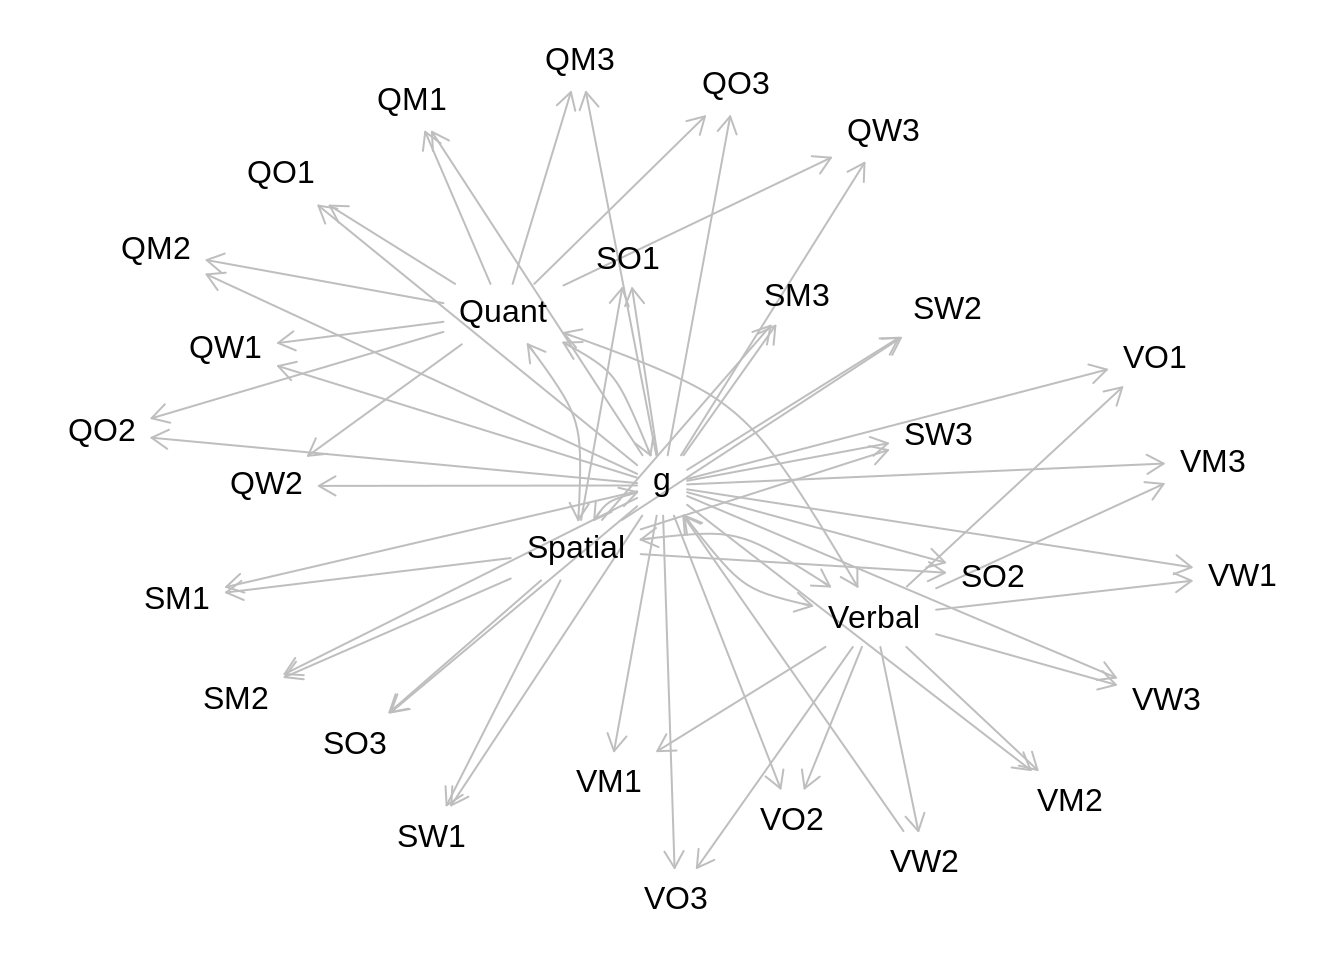 QM3
QO3
QM1
QW3
QO1
QM2
SO1
SM3
SW2
Quant
QW1
VO1
QO2
SW3
VM3
QW2
g
Spatial
SO2
VW1
SM1
Verbal
SM2
VW3
SO3
VM1
VM2
VO2
SW1
VW2
VO3